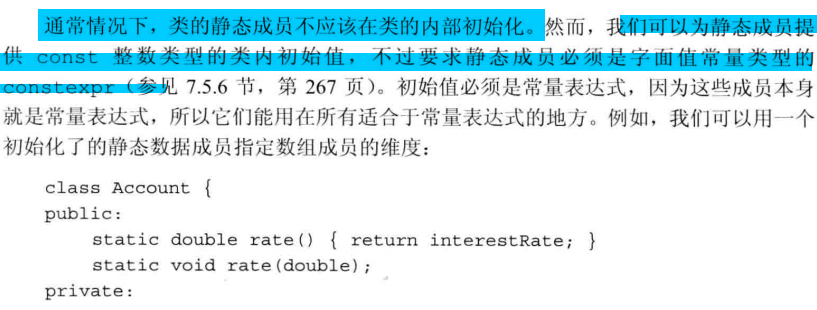 通常情况下，类的静态成员不应该在类的内部初始化。然而，我们可以为静态成员提
供 const 整数类型的类内初始值，不过要求静态成员必须是字面值常量类型的
constexpr（参见 7.5.6 节，第 267 页）。初始值必须是常量表达式，因为这些成员本身
就是常量表达式，所以它们能用在所有适合于常量表达式的地方。例如，我们可以用一个
初始化了的静态数据成员指定数组成员的维度：
class Account {
public:
static double rate() { return interestRate; }
static void rate(double);
private: